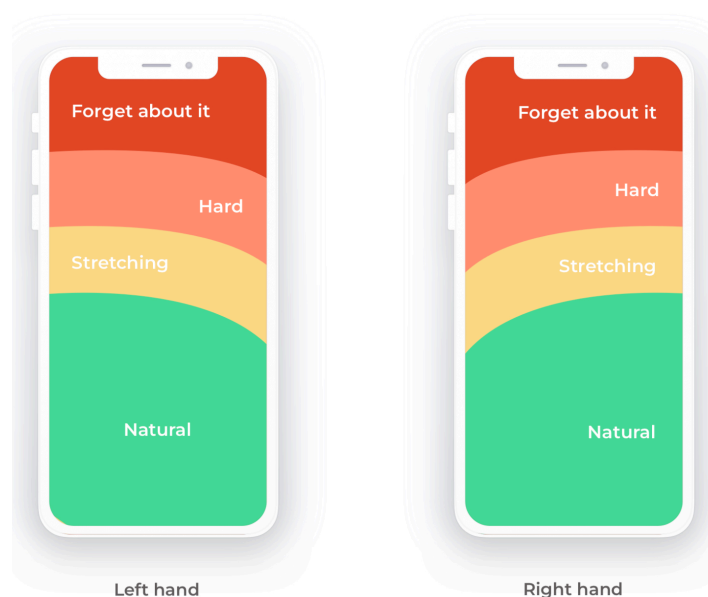 Forget about it
Hard
Stretching
Natural
Left hand
Forget about it
Hard
Stretching
Natural
Right hand